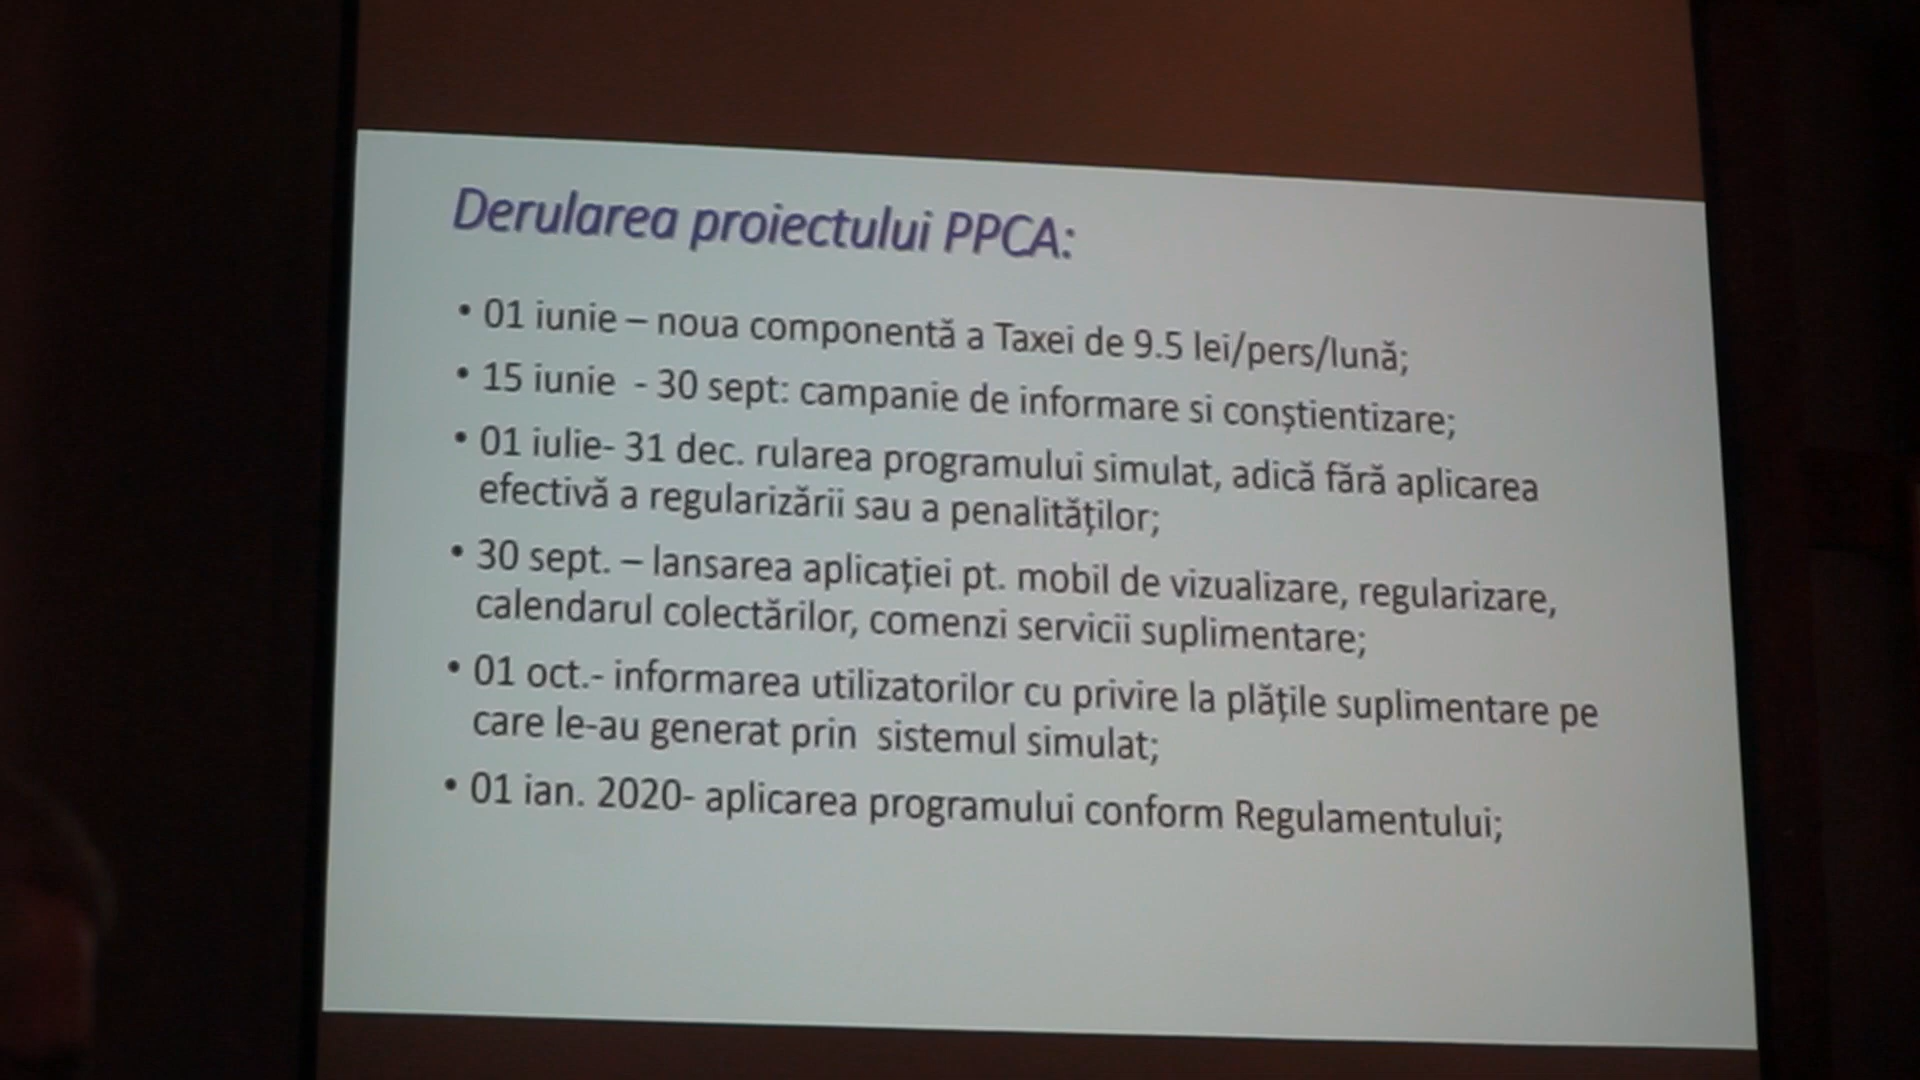 Derularea proiectului PPCA:
• 01 iunie – noua componentă a Taxei de 9.5 lei/pers/lună;
• 15 iunie - 30 sept: campanie de informare si conştientizare;
• 01 iulie- 31 dec. rularea programului simulat, adică fără aplicarea
efectivă a regularizării sau a penalităților;
• 30 sept. – lansarea aplicației pt. mobil de vizualizare, regularizare,
calendarul colectărilor, comenzi servicii suplimentare;
• 01 oct.- informarea utilizatorilor cu privire la plățile suplimentare pe
care le-au generat prin sistemul simulat;
• 01 ian. 2020- aplicarea programului conform Regulamentului;